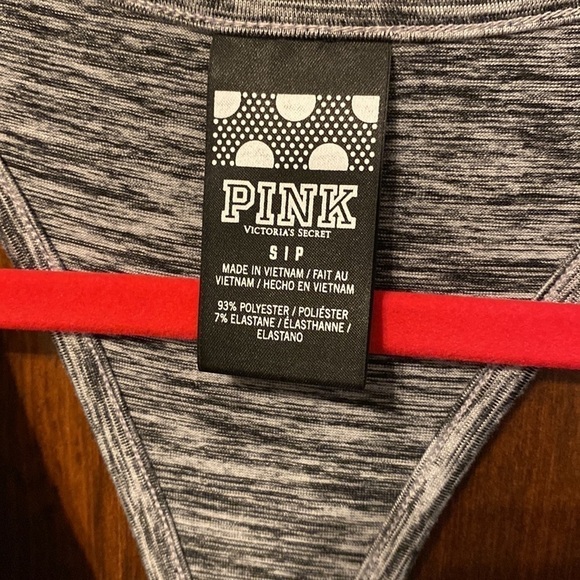 PINK
VICTORIA'S SECRET
S | P
MADE IN VIETNAM / FAIT AU
VIETNAM / HECHO EN VIETNAM
93% POLYESTER / POLIÉSTER
7% ELASTANE / ÉLASTHANNE /
ELASTANO